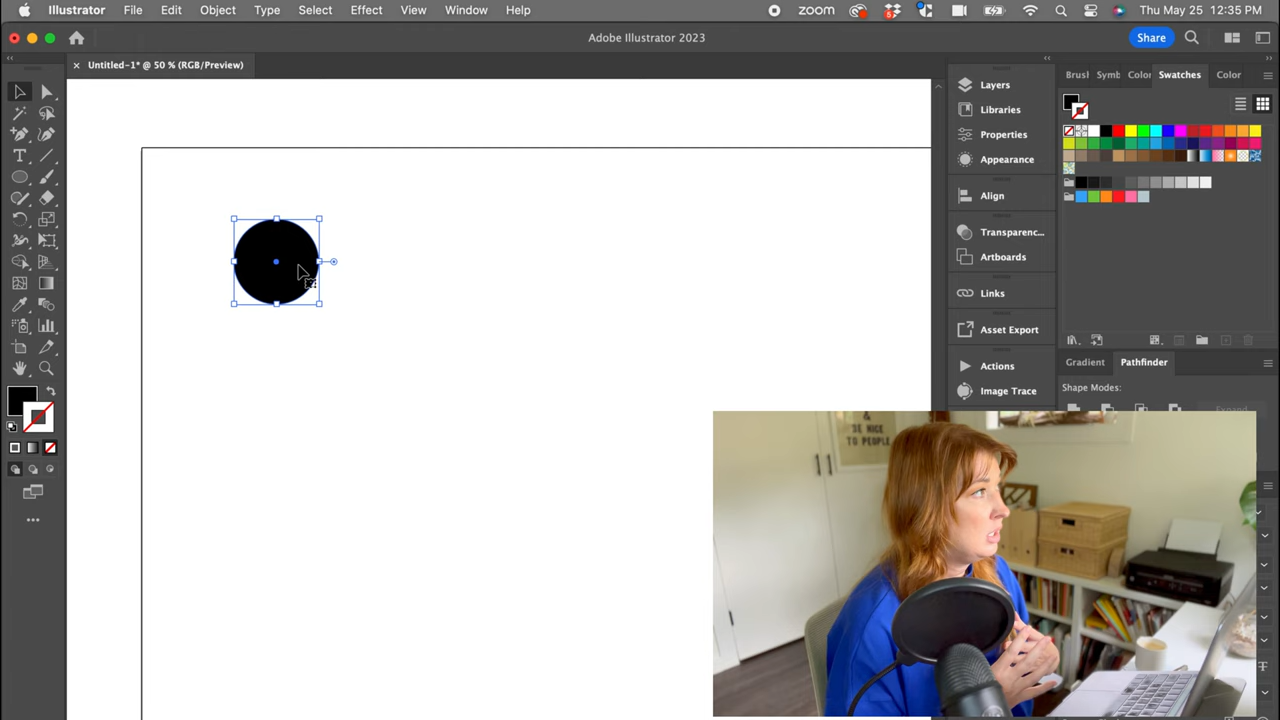 Illustrator File Edit Object Type Select Effect View Window Help
zoom
5
Thu May 25 12:35 PM
Adobe Illustrator 2023
Share
× Untitled-1* @ 50 % (RGB/Preview)
Layers
Libraries
Properties
Appearance
Align
Transparenc...
Artboards
Links
Asset Export
Actions
Image Trace
Brusl Symb Color Swatches Color
Gradient Pathfinder
Shape Modes:
Expand
&
BE NICE
TO PEOPLE